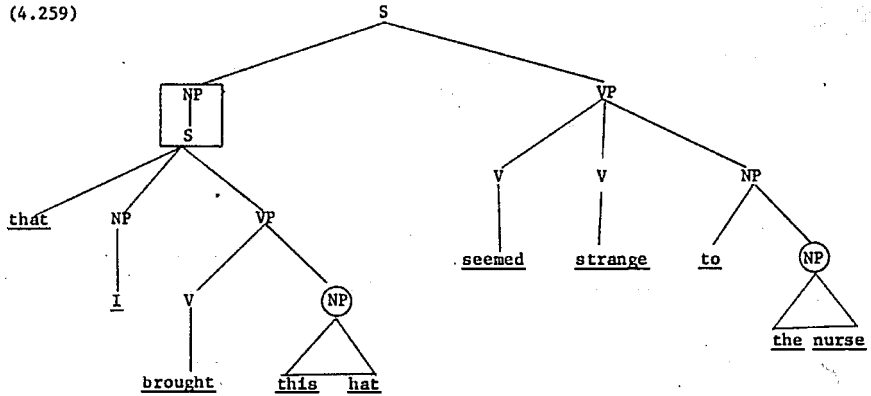 (4.259)
S
NP VP
S
V V NP
that NP VP
seemed strange to NP
I V NP
the nurse
brought this hat